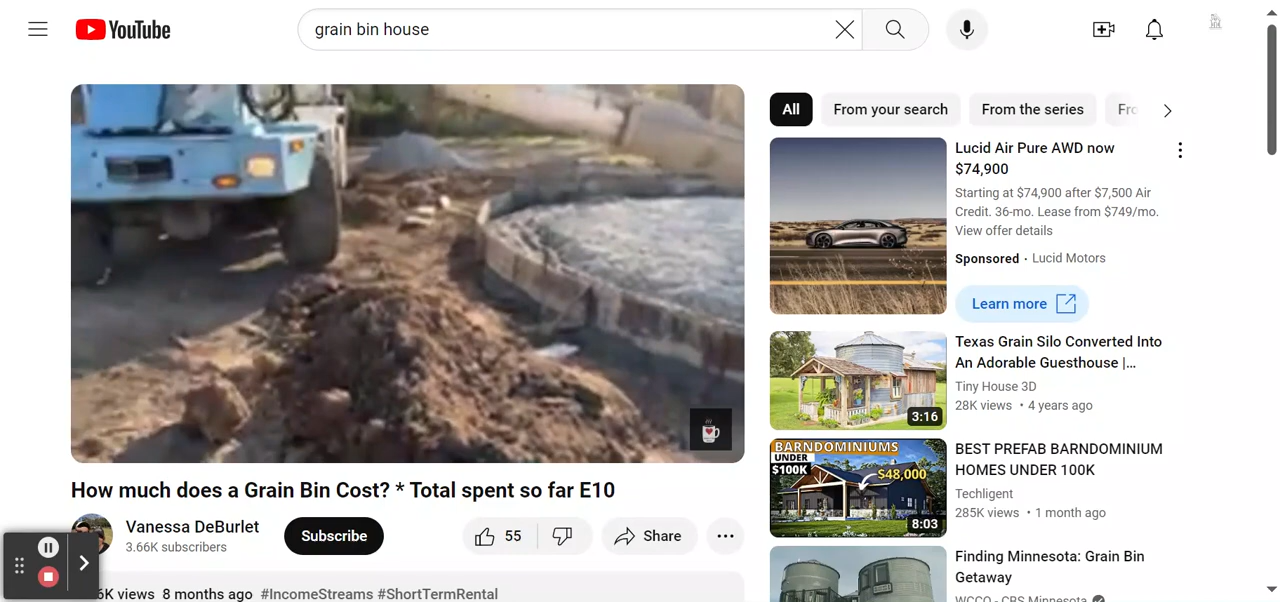 YouTube
grain bin house
All
From your search
From the series
Fro
Lucid Air Pure AWD now
$74,900
Starting at $74,900 after $7,500 Air
Credit. 36-mo. Lease from $749/mo.
View offer details
Sponsored · Lucid Motors
Learn more
Texas Grain Silo Converted Into
An Adorable Guesthouse |...
Tiny House 3D
28K views • 4 years ago
3:16
BARNDOMINIUMS
UNDER
$100K
$48,000
8:03
BEST PREFAB BARNDOMINIUM
HOMES UNDER 100K
Techligent
285K views • 1 month ago
Finding Minnesota: Grain Bin
Getaway
WCCO - CBS Minnesota
How much does a Grain Bin Cost? * Total spent so far E10
Vanessa DeBurlet
3.66K subscribers
Subscribe
55
Share
6K views 8 months ago #IncomeStreams #ShortTermRental